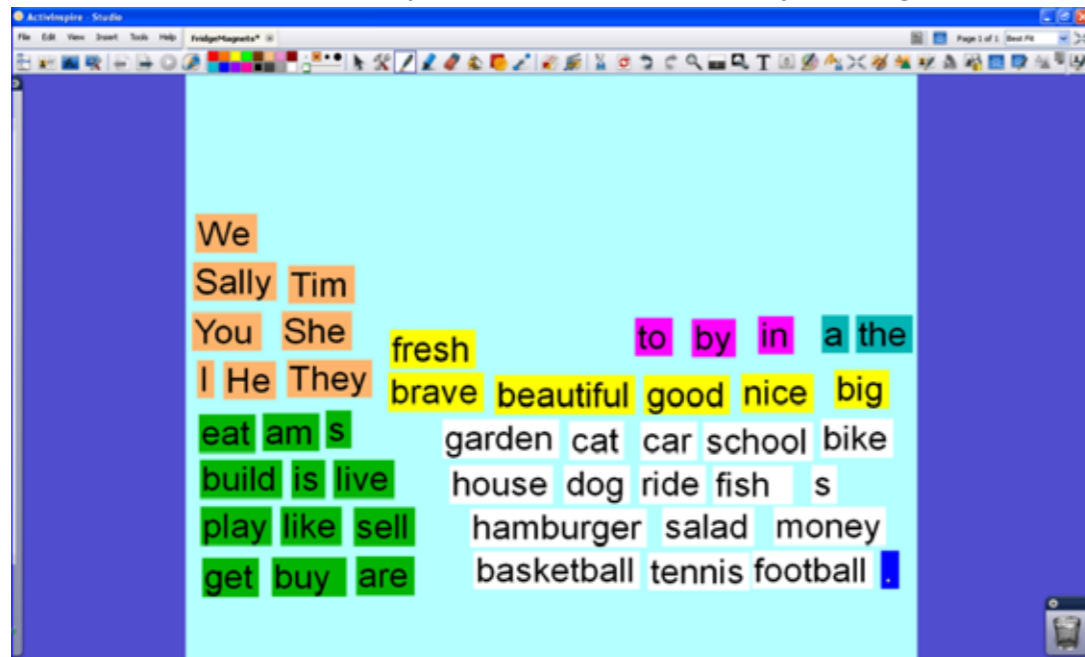 ActivInspire - Studio
File Edit View Insert Tools Help FridgeMagnets* Page 1 of 1 Best Fit
T
We
Sally Tim
You She
I He They
fresh
to by in a the
brave beautiful good nice big
eat am s
build is live
play like sell
get buy are
garden cat car school bike
house dog ride fish s
hamburger salad money
basketball tennis football .